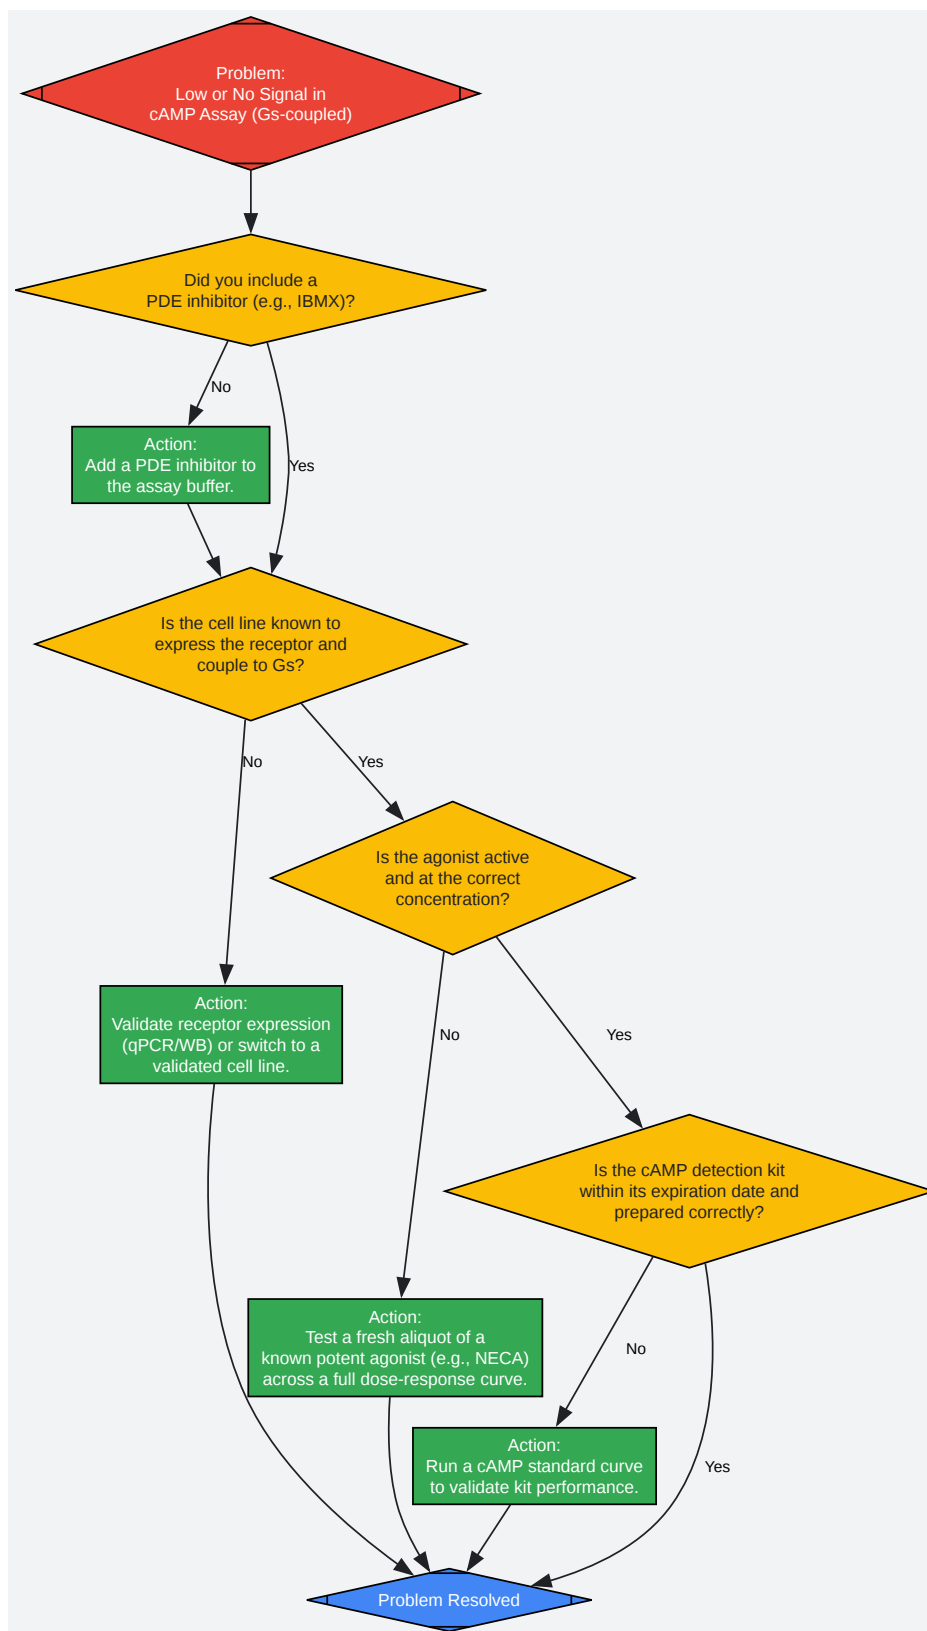 Problem:
Low or No Signal in
cAMP Assay (Gs-coupled)
Did you include a
PDE inhibitor (e.g., IBMX)?
No
Action:
Add a PDE inhibitor to
the assay buffer.
Yes
Is the cell line known to
express the receptor and
couple to Gs?
No
Yes
Is the agonist active
and at the correct
concentration?
Action:
Validate receptor expression
(qPCR/WB) or switch to a
validated cell line.
No
Yes
Is the cAMP detection kit
within its expiration date and
prepared correctly?
Action:
Test a fresh aliquot of a
known potent agonist (e.g., NECA)
across a full dose-response curve.
No
Action:
Run a cAMP standard curve
to validate kit performance.
Yes
Problem Resolved